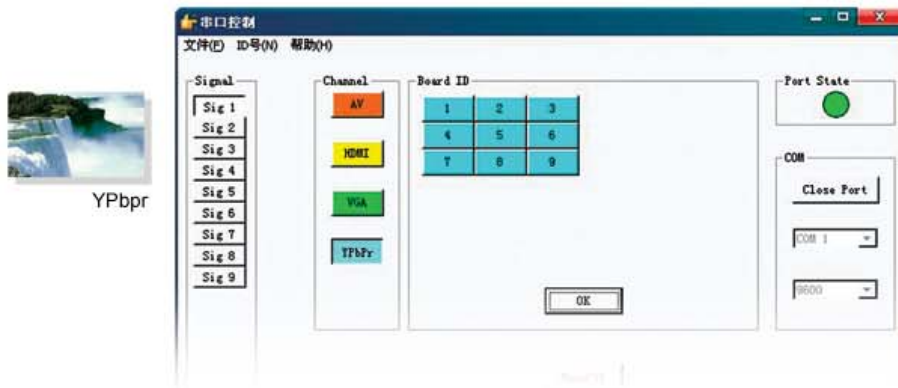 串口控制
文件(F) ID号(N) 帮助(H)
YPbpr
Signal
Sig 1
Sig 2
Sig 3
Sig 4
Sig 5
Sig 6
Sig 7
Sig 8
Sig 9
Channel
AV
HDMI
VGA
YPbPr
Board ID
1 2 3
4 5 6
7 8 9
OK
Port State
COM
Close Port
COM 1
9600